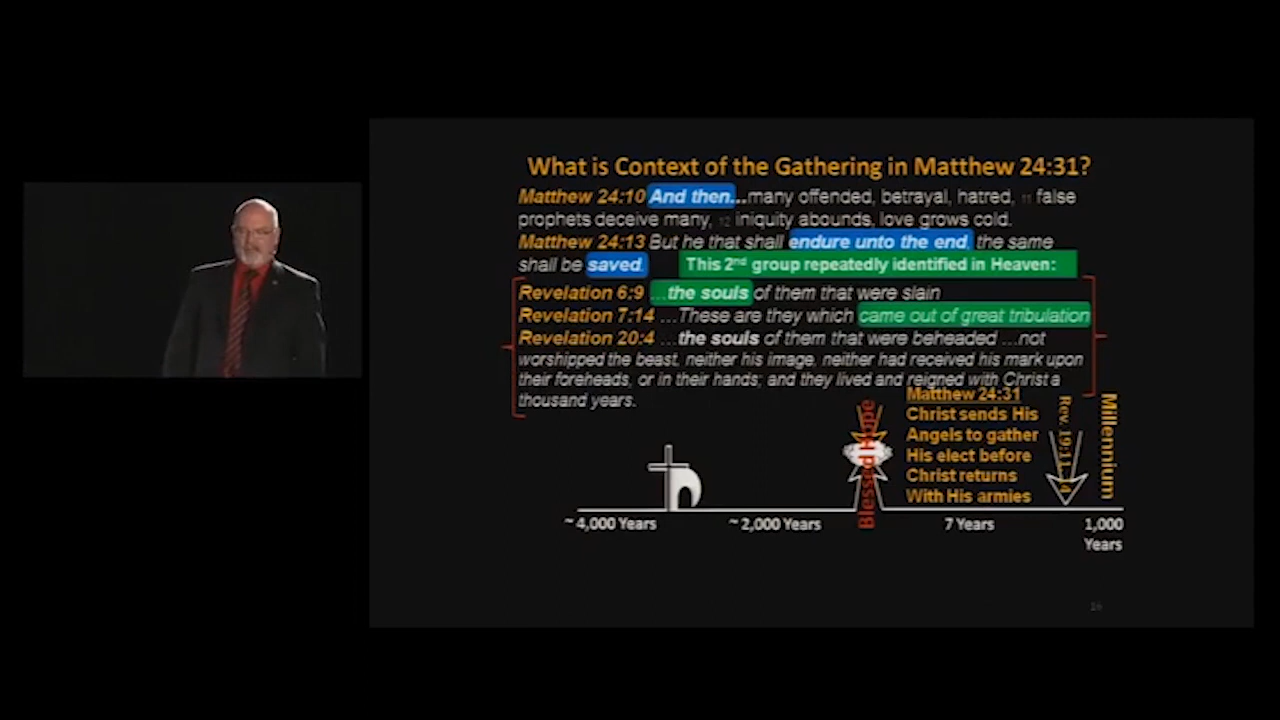 What is Context of the Gathering in Matthew 24:31?
Matthew 24:10 And then...many offended, betrayal, hatred, 11 false
prophets deceive many, 12 iniquity abounds, love grows cold.
Matthew 24:13 But he that shall endure unto the end, the same
shall be saved. This 2nd group repeatedly identified in Heaven:
Revelation 6:9 ...the souls of them that were slain
Revelation 7:14 ...These are they which came out of great tribulation
Revelation 20:4 ...the souls of them that were beheaded ...not
worshipped the beast, neither his image, neither had received his mark upon
their foreheads, or in their hands; and they lived and reigned with Christ a
thousand years.
Matthew 24:31
Christ sends His
Angels to gather
His elect before
Christ returns
With His armies
Blessed Hope
Rev. 19:11-14
Millennium
~ 4,000 Years
~ 2,000 Years
7 Years
1,000
Years
16